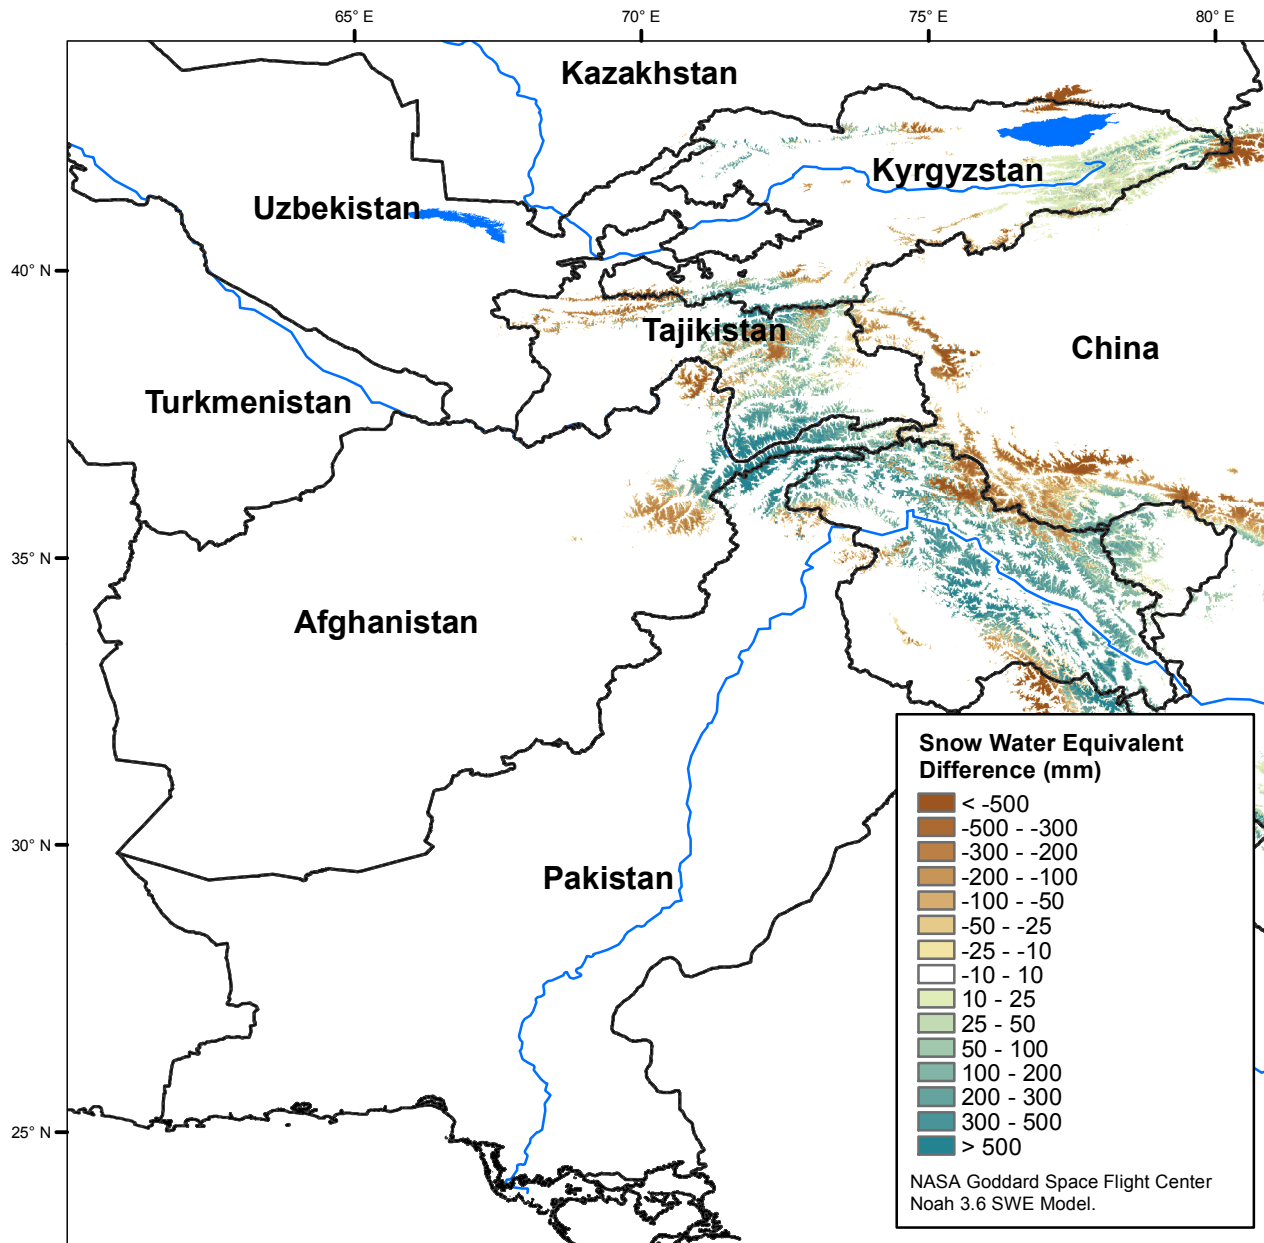 65° E
70° E
75° E
80° E
Kazakhstan
Kyrgyzstan
Uzbekistan
40° N
Tajikistan
China
Turkmenistan
35° N
Afghanistan
30° N
Pakistan
25° N
Snow Water Equivalent
Difference (mm)
< -500
-500 - -300
-300 - -200
-200 - -100
-100 - -50
-50 - -25
-25 - -10
-10 - 10
10 - 25
25 - 50
50 - 100
100 - 200
200 - 300
300 - 500
> 500
NASA Goddard Space Flight Center
Noah 3.6 SWE Model.